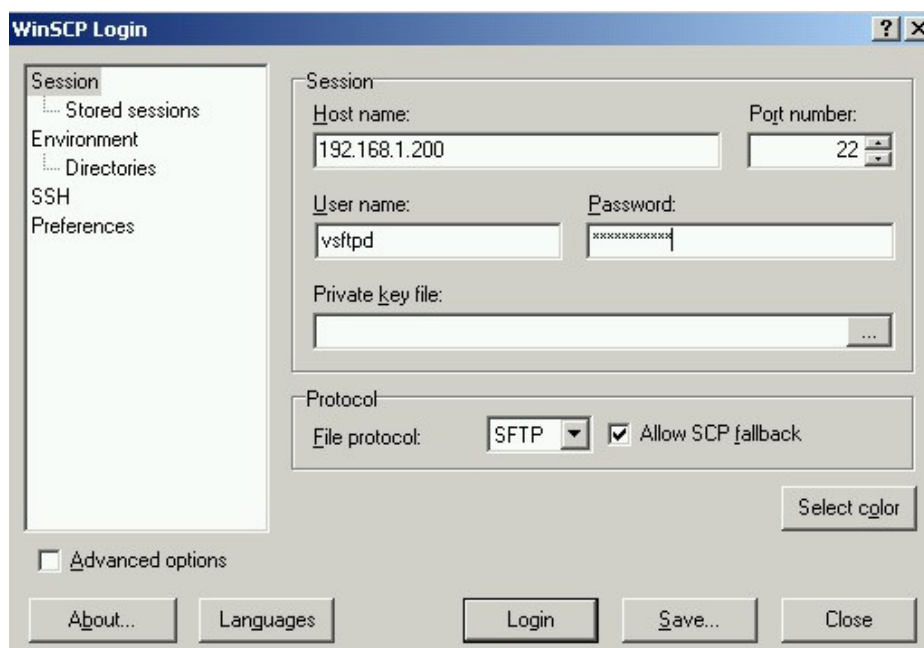 WinSCP Login
Session
Stored sessions
Environment
Directories
SSH
Preferences
Session
Host name:
Port number:
192.168.1.200
22
User name:
Password:
vsftpd
***********
Private key file:
...
Protocol
File protocol:
SFTP
Allow SCP fallback
Select color
Advanced options
About...
Languages
Login
Save...
Close